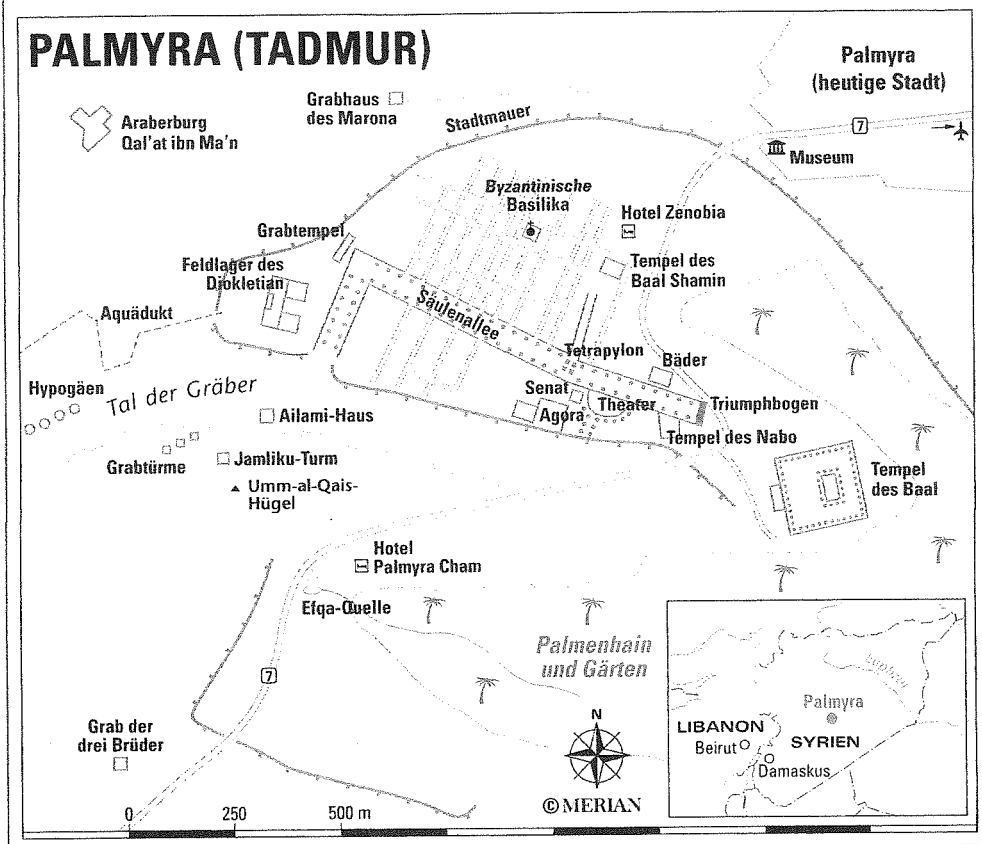 PALMYRA (TADMUR)
Palmyra
(heutige Stadt)
Grabhaus
des Marona
Araberburg
Qal'at ibn Ma'n
Stadtmauer
7
Museum
Byzantinische
Basilika
Hotel Zenobia
Grabtempel
Feldlager des
Diokletian
Tempel des
Baal Shamin
Aquädukt
Säulenallee
Tetrapylon
Bäder
Hypogäen
Tal der Gräber
Senat
Ailami-Haus
Agora
Theater
Triumphbogen
Tempel des Nabo
Grabtürme
Jamliku-Turm
Umm-al-Qais-
Hügel
Tempel
des Baal
Hotel
Palmyra Cham
Efqa-Quelle
Palmenhain
und Gärten
7
Grab der
drei Brüder
N
© MERIAN
0 250 500 m
Euphrat
Palmyra
LIBANON
Beirut
SYRIEN
Damaskus